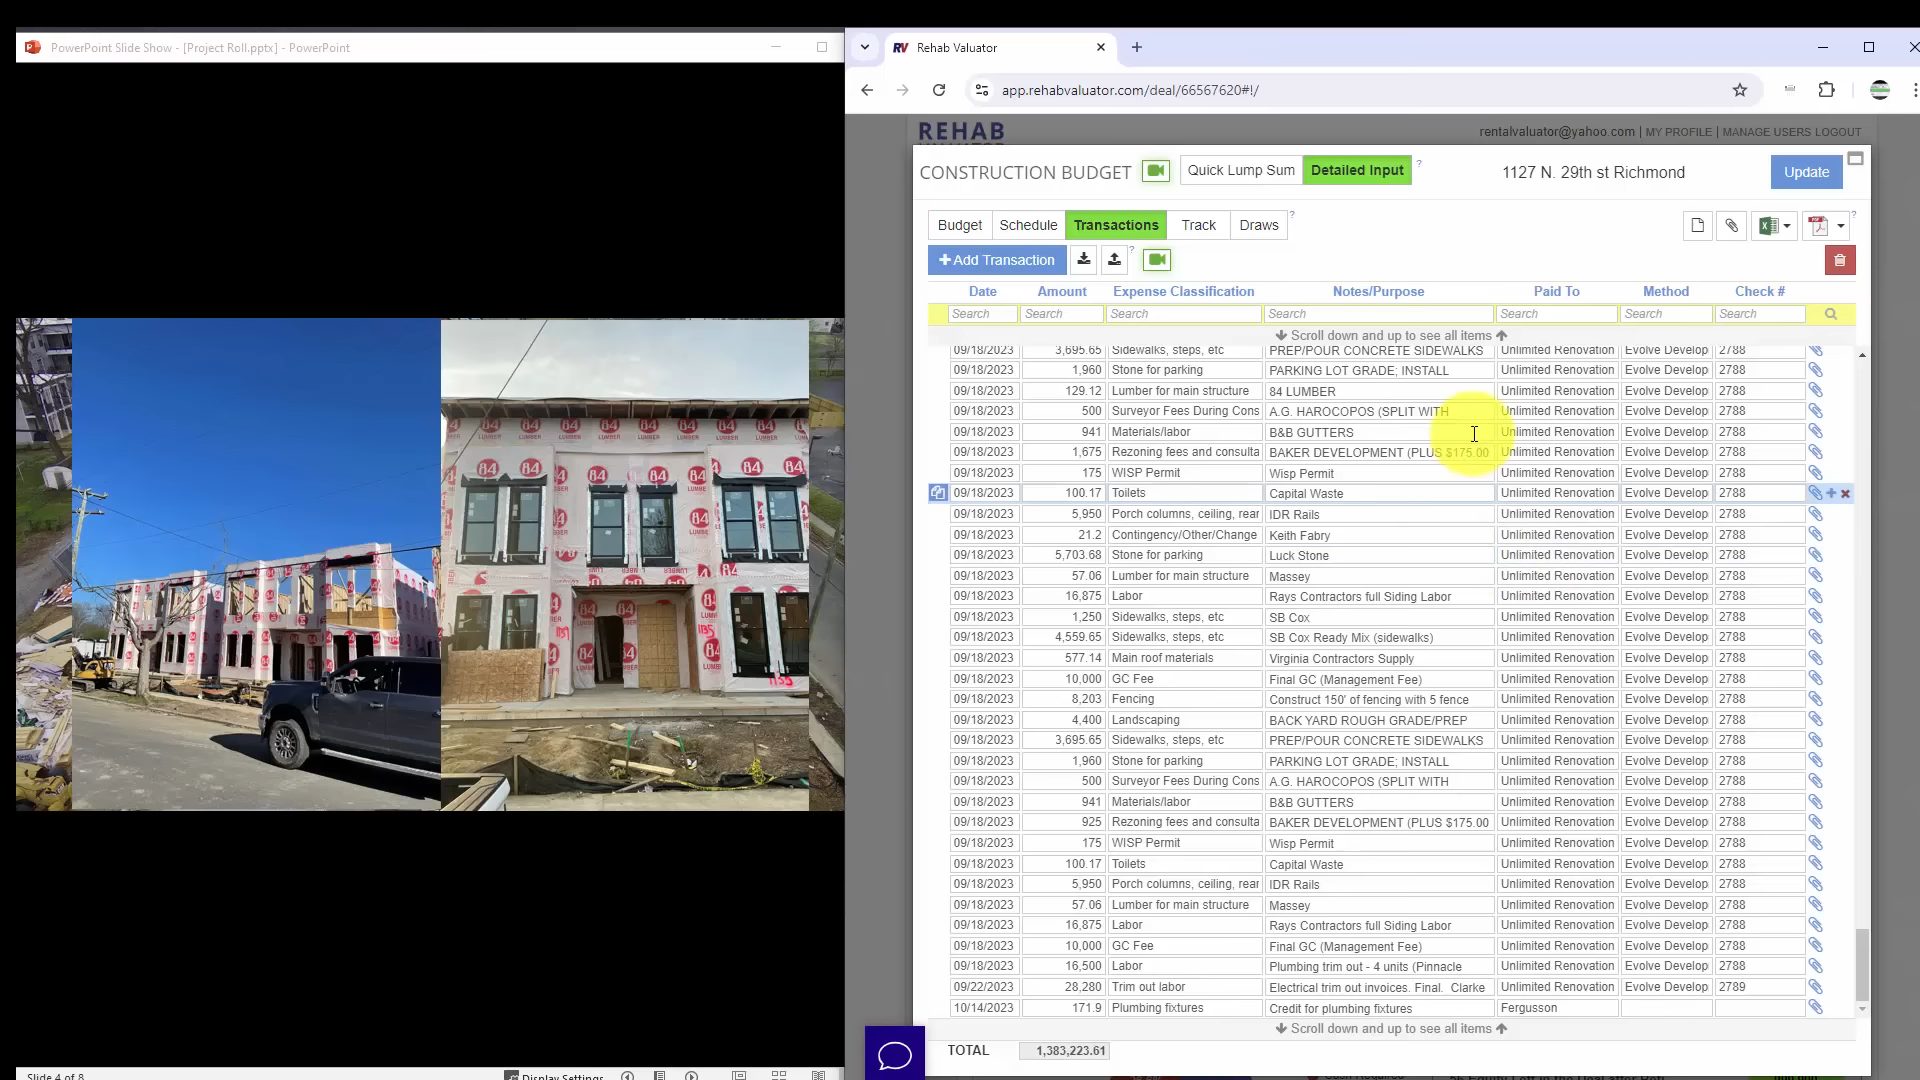 PowerPoint Slide Show - [Project Roll.pptx] - PowerPoint
Rehab Valuator
app.rehabvaluator.com/deal/66567620#!/
REHAB
rentalvaluator@yahoo.com | MY PROFILE | MANAGE USERS LOGOUT
CONSTRUCTION BUDGET Quick Lump Sum Detailed Input ? 1127 N. 29th st Richmond Update
Budget Schedule Transactions Track Draws ?
+ Add Transaction ?
Date Amount Expense Classification Notes/Purpose Paid To Method Check #
Search Search Search Search Search Search Search
Scroll down and up to see all items
09/18/2023 3,695.65 Sidewalks, steps, etc PREP/POUR CONCRETE SIDEWALKS Unlimited Renovation Evolve Develop 2788
09/18/2023 1,960 Stone for parking PARKING LOT GRADE; INSTALL Unlimited Renovation Evolve Develop 2788
09/18/2023 129.12 Lumber for main structure 84 LUMBER Unlimited Renovation Evolve Develop 2788
09/18/2023 500 Surveyor Fees During Cons A.G. HAROCOPOS (SPLIT WITH Unlimited Renovation Evolve Develop 2788
09/18/2023 941 Materials/labor B&B GUTTERS Unlimited Renovation Evolve Develop 2788
09/18/2023 1,675 Rezoning fees and consulta BAKER DEVELOPMENT (PLUS $175.00 Unlimited Renovation Evolve Develop 2788
09/18/2023 175 WISP Permit Wisp Permit Unlimited Renovation Evolve Develop 2788
09/18/2023 100.17 Toilets Capital Waste Unlimited Renovation Evolve Develop 2788
09/18/2023 5,950 Porch columns, ceiling, rear IDR Rails Unlimited Renovation Evolve Develop 2788
09/18/2023 21.2 Contingency/Other/Change Keith Fabry Unlimited Renovation Evolve Develop 2788
09/18/2023 5,703.68 Stone for parking Luck Stone Unlimited Renovation Evolve Develop 2788
09/18/2023 57.06 Lumber for main structure Massey Unlimited Renovation Evolve Develop 2788
09/18/2023 16,875 Labor Rays Contractors full Siding Labor Unlimited Renovation Evolve Develop 2788
09/18/2023 1,250 Sidewalks, steps, etc SB Cox Unlimited Renovation Evolve Develop 2788
09/18/2023 4,559.65 Sidewalks, steps, etc SB Cox Ready Mix (sidewalks) Unlimited Renovation Evolve Develop 2788
09/18/2023 577.14 Main roof materials Virginia Contractors Supply Unlimited Renovation Evolve Develop 2788
09/18/2023 10,000 GC Fee Final GC (Management Fee) Unlimited Renovation Evolve Develop 2788
09/18/2023 8,203 Fencing Construct 150' of fencing with 5 fence Unlimited Renovation Evolve Develop 2788
09/18/2023 4,400 Landscaping BACK YARD ROUGH GRADE/PREP Unlimited Renovation Evolve Develop 2788
09/18/2023 3,695.65 Sidewalks, steps, etc PREP/POUR CONCRETE SIDEWALKS Unlimited Renovation Evolve Develop 2788
09/18/2023 1,960 Stone for parking PARKING LOT GRADE; INSTALL Unlimited Renovation Evolve Develop 2788
09/18/2023 500 Surveyor Fees During Cons A.G. HAROCOPOS (SPLIT WITH Unlimited Renovation Evolve Develop 2788
09/18/2023 941 Materials/labor B&B GUTTERS Unlimited Renovation Evolve Develop 2788
09/18/2023 925 Rezoning fees and consulta BAKER DEVELOPMENT (PLUS $175.00 Unlimited Renovation Evolve Develop 2788
09/18/2023 175 WISP Permit Wisp Permit Unlimited Renovation Evolve Develop 2788
09/18/2023 100.17 Toilets Capital Waste Unlimited Renovation Evolve Develop 2788
09/18/2023 5,950 Porch columns, ceiling, rear IDR Rails Unlimited Renovation Evolve Develop 2788
09/18/2023 57.06 Lumber for main structure Massey Unlimited Renovation Evolve Develop 2788
09/18/2023 16,875 Labor Rays Contractors full Siding Labor Unlimited Renovation Evolve Develop 2788
09/18/2023 10,000 GC Fee Final GC (Management Fee) Unlimited Renovation Evolve Develop 2788
09/18/2023 16,500 Labor Plumbing trim out - 4 units (Pinnacle Unlimited Renovation Evolve Develop 2788
09/22/2023 28,280 Trim out labor Electrical trim out invoices. Final. Clarke Unlimited Renovation Evolve Develop 2789
10/14/2023 171.9 Plumbing fixtures Credit for plumbing fixtures Fergusson
Scroll down and up to see all items
TOTAL 1,383,223.61
Slide 4 of 8 Display Settings